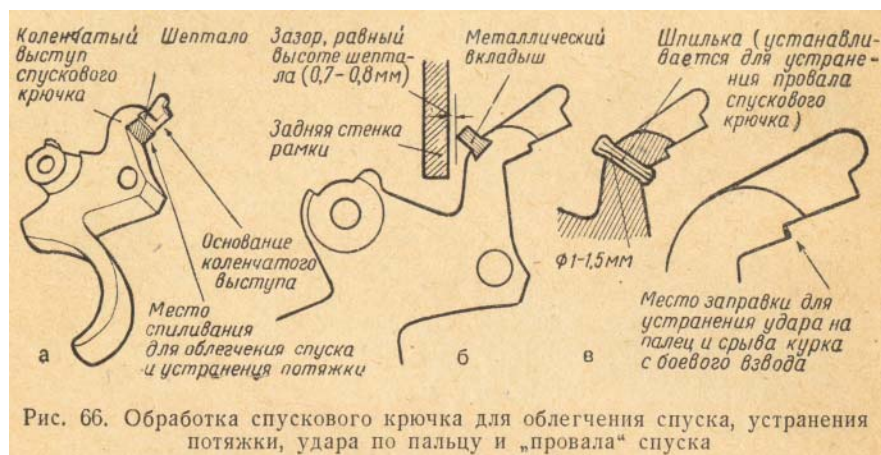 Коленчатый
выступ
спускового
крючка
Шептало
Зазор, равный
высоте шепта-
ла (0,7-0,8мм)
Задняя стенка
рамки
Металлический
вкладыш
Шпилька (устанавли-
вается для устране-
ния провала
спускового
крючка)
Основание
коленчатого
выступа
Место
спиливания
для облегчения спуска
и устранения потяжки
Ф1-1,5мм
Место заправки для
устранения удара на
палец и срыва курка
с боевого взвода
а
б
в
Рис. 66. Обработка спускового крючка для облегчения спуска, устранения
потяжки, удара по пальцу и „провала“ спуска